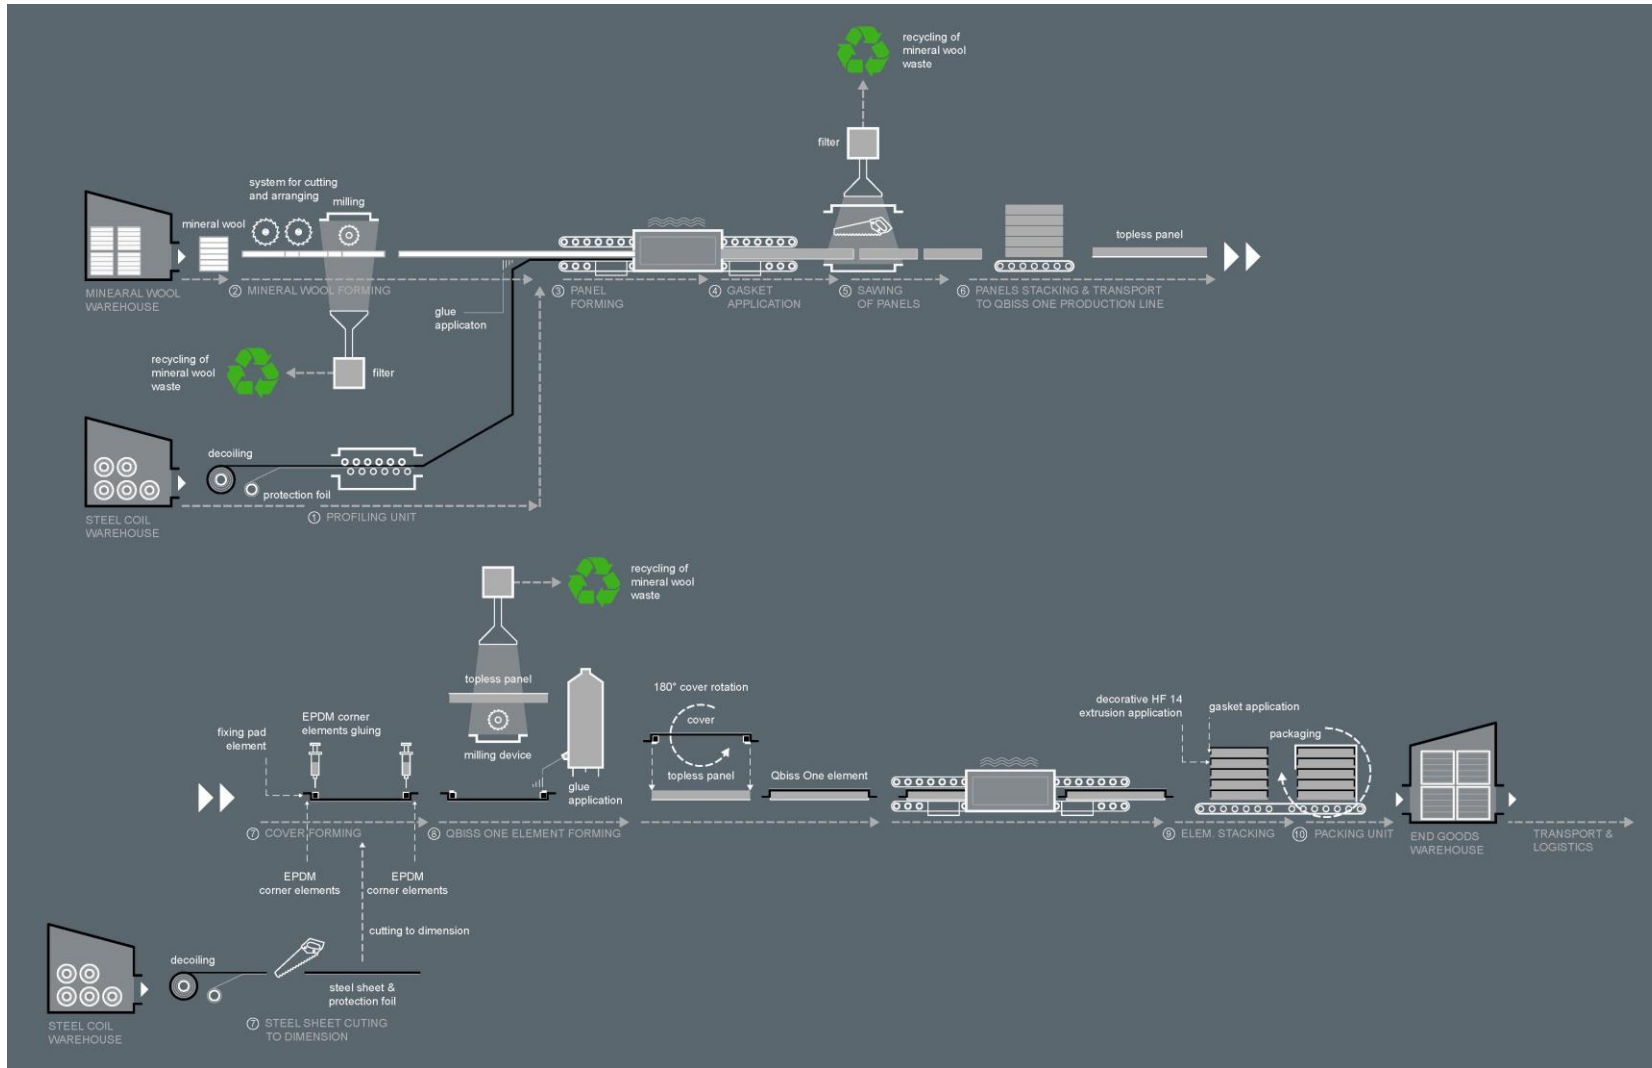 recycling of
mineral wool
waste
filter
system for cutting
and arranging
milling
mineral wool
topless panel
MINEARAL WOOL
WAREHOUSE
② MINERAL WOOL FORMING
③ PANEL
FORMING
④ GASKET
APPLICATION
⑤ SAWING
OF PANELS
⑥ PANELS STACKING & TRANSPORT
TO QBISS ONE PRODUCTION LINE
glue
applicaton
recycling of
mineral wool
waste
filter
decoiling
protection foil
STEEL COIL
WAREHOUSE
① PROFILING UNIT
recycling of
mineral wool
waste
topless panel
milling device
glue
application
180° cover rotation
cover
topless panel
Qbiss One element
decorative HF 14
extrusion application
gasket application
packaging
fixing pad
element
EPDM corner
elements gluing
⑦ COVER FORMING
⑧ QBISS ONE ELEMENT FORMING
⑨ ELEM. STACKING
⑩ PACKING UNIT
END GOODS
WAREHOUSE
TRANSPORT &
LOGISTICS
EPDM
corner elements
EPDM
corner elements
cutting to dimension
decoiling
steel sheet &
protection foil
STEEL COIL
WAREHOUSE
⑦ STEEL SHEET CUTING
TO DIMENSION